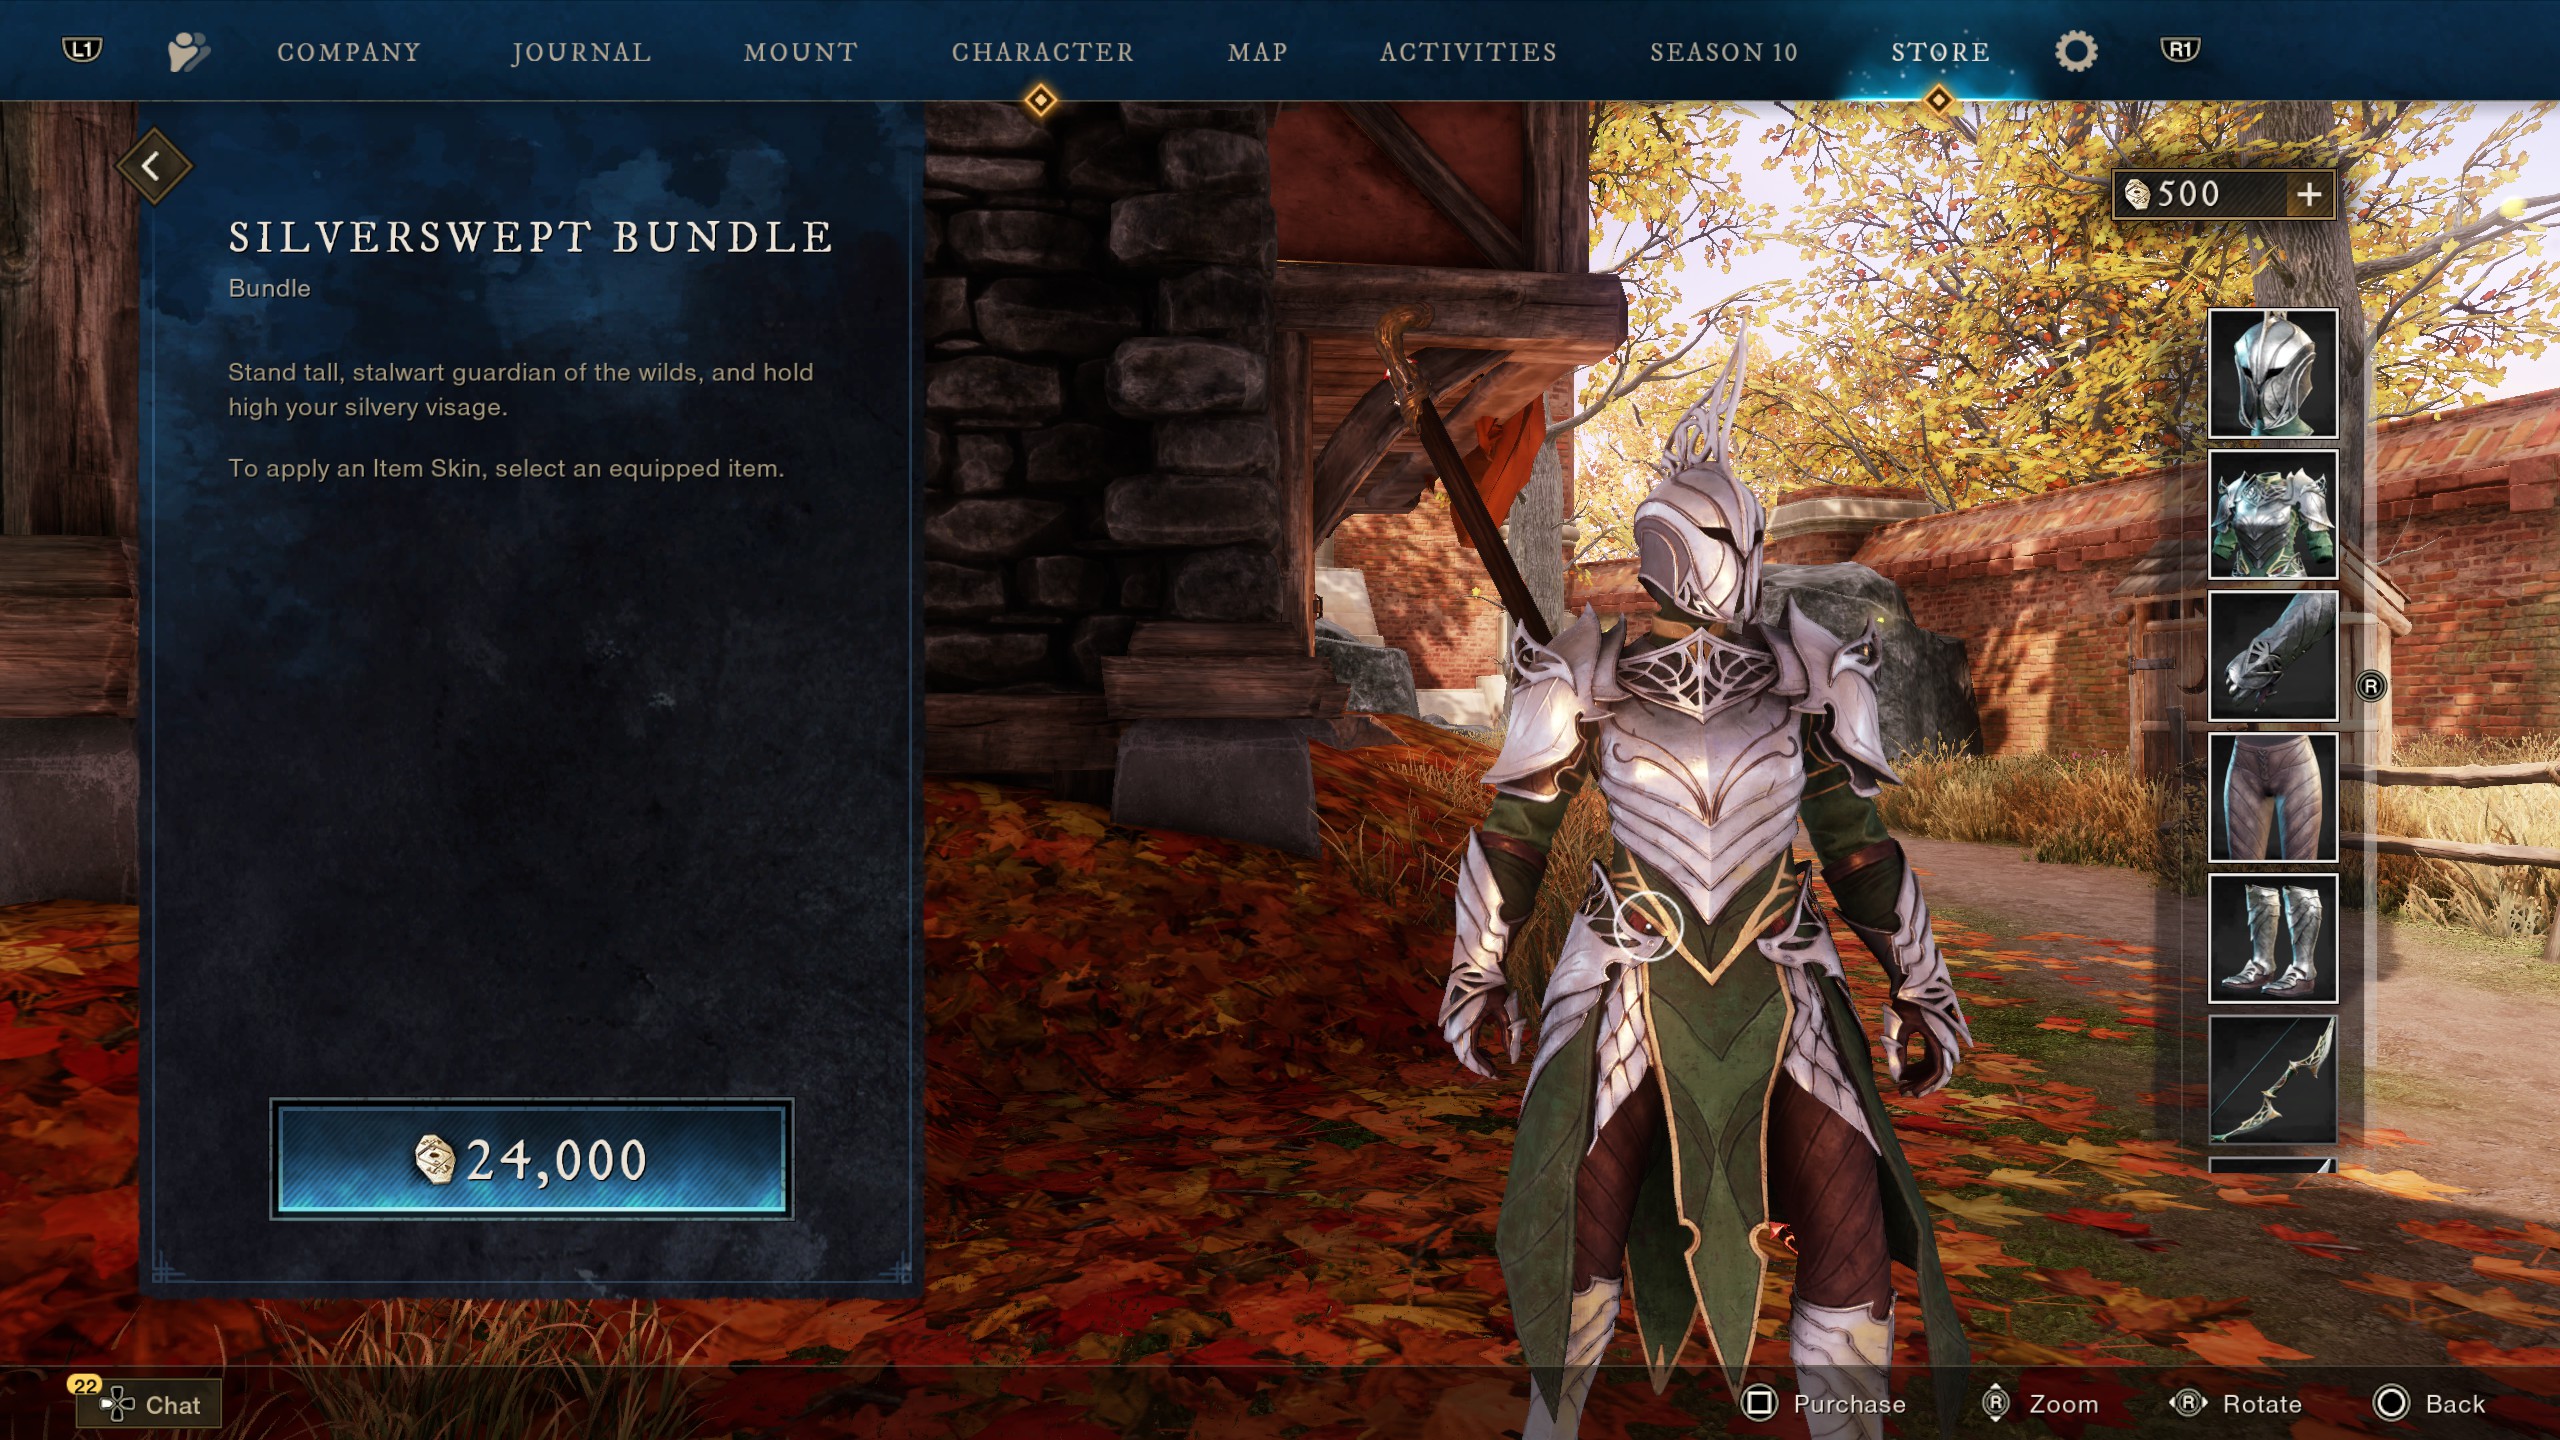 L1
COMPANY
JOURNAL
MOUNT
CHARACTER
MAP
ACTIVITIES
SEASON 10
STORE
R1
500
SILVERSWEPT BUNDLE
Bundle
Stand tall, stalwart guardian of the wilds, and hold
high your silvery visage.
To apply an Item Skin, select an equipped item.
R
24,000
22
Chat
Purchase
R
Zoom
R
Rotate
Back